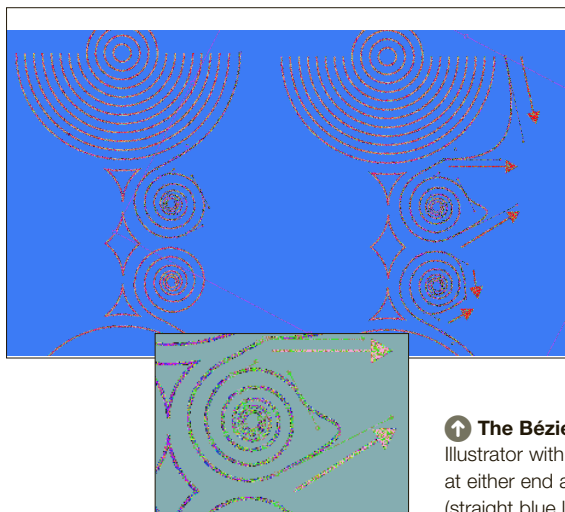 The Bézie
Illustrator with
at either end a
(straight blue l